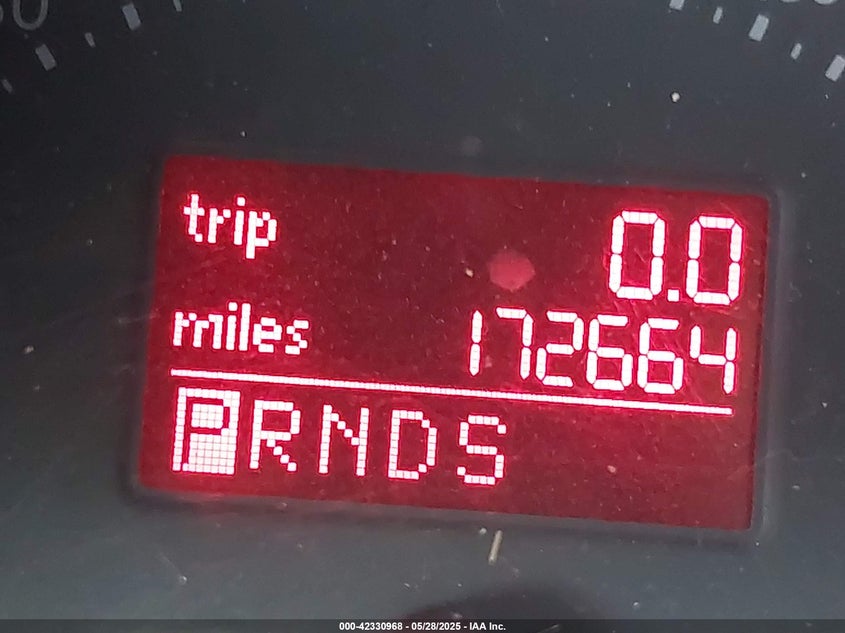 trip 0.0
miles 172664
PRNDS
000-42330968 - 05/28/2025 - IAA Inc.